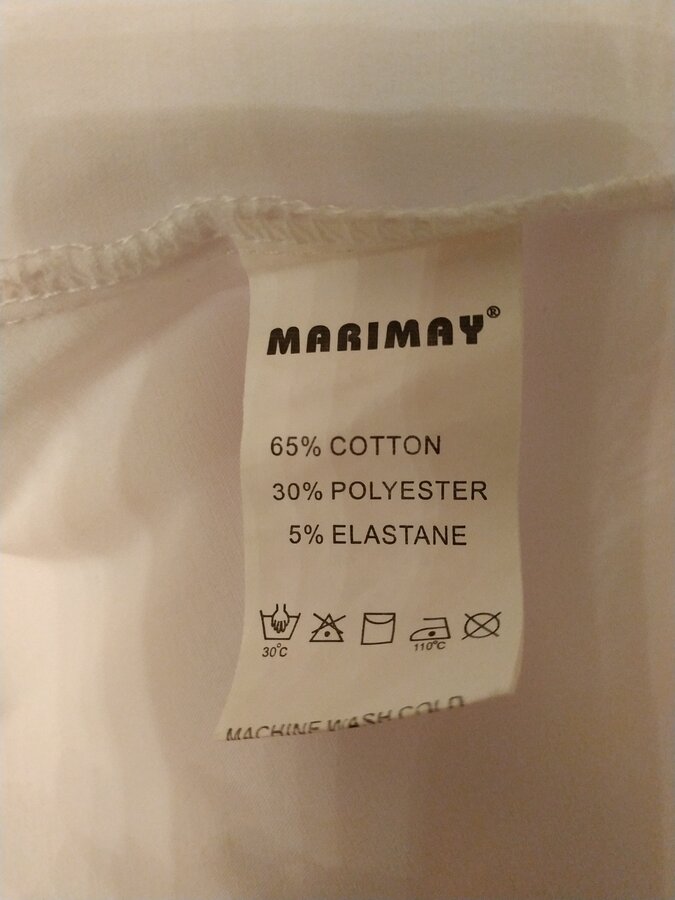 MARIMAY®
65% COTTON
30% POLYESTER
5% ELASTANE
30°C
110°C
MACHINE WASH COLD